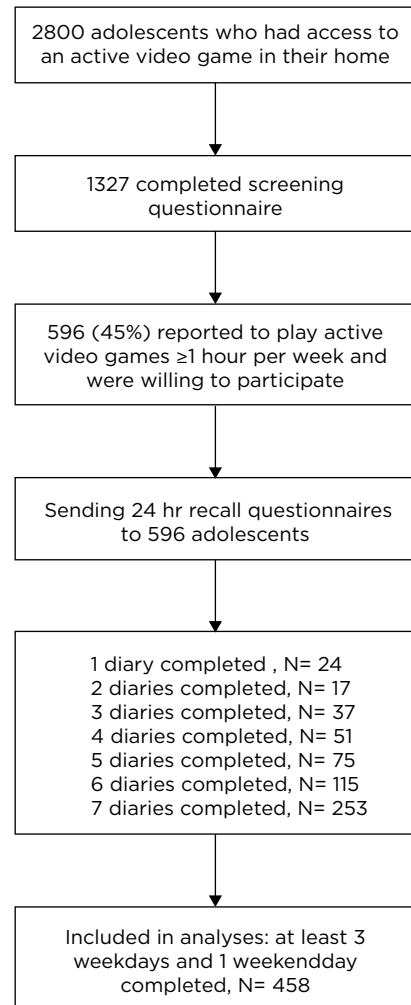 2800 adolescents who had access to
an active video game in their home
1327 completed screening
questionnaire
596 (45%) reported to play active
video games ≥1 hour per week and
were willing to participate
Sending 24 hr recall questionnaires
to 596 adolescents
1 diary completed , N= 24
2 diaries completed, N= 17
3 diaries completed, N= 37
4 diaries completed, N= 51
5 diaries completed, N= 75
6 diaries completed, N= 115
7 diaries completed, N= 253
Included in analyses: at least 3
weekdays and 1 weekendday
completed, N= 458